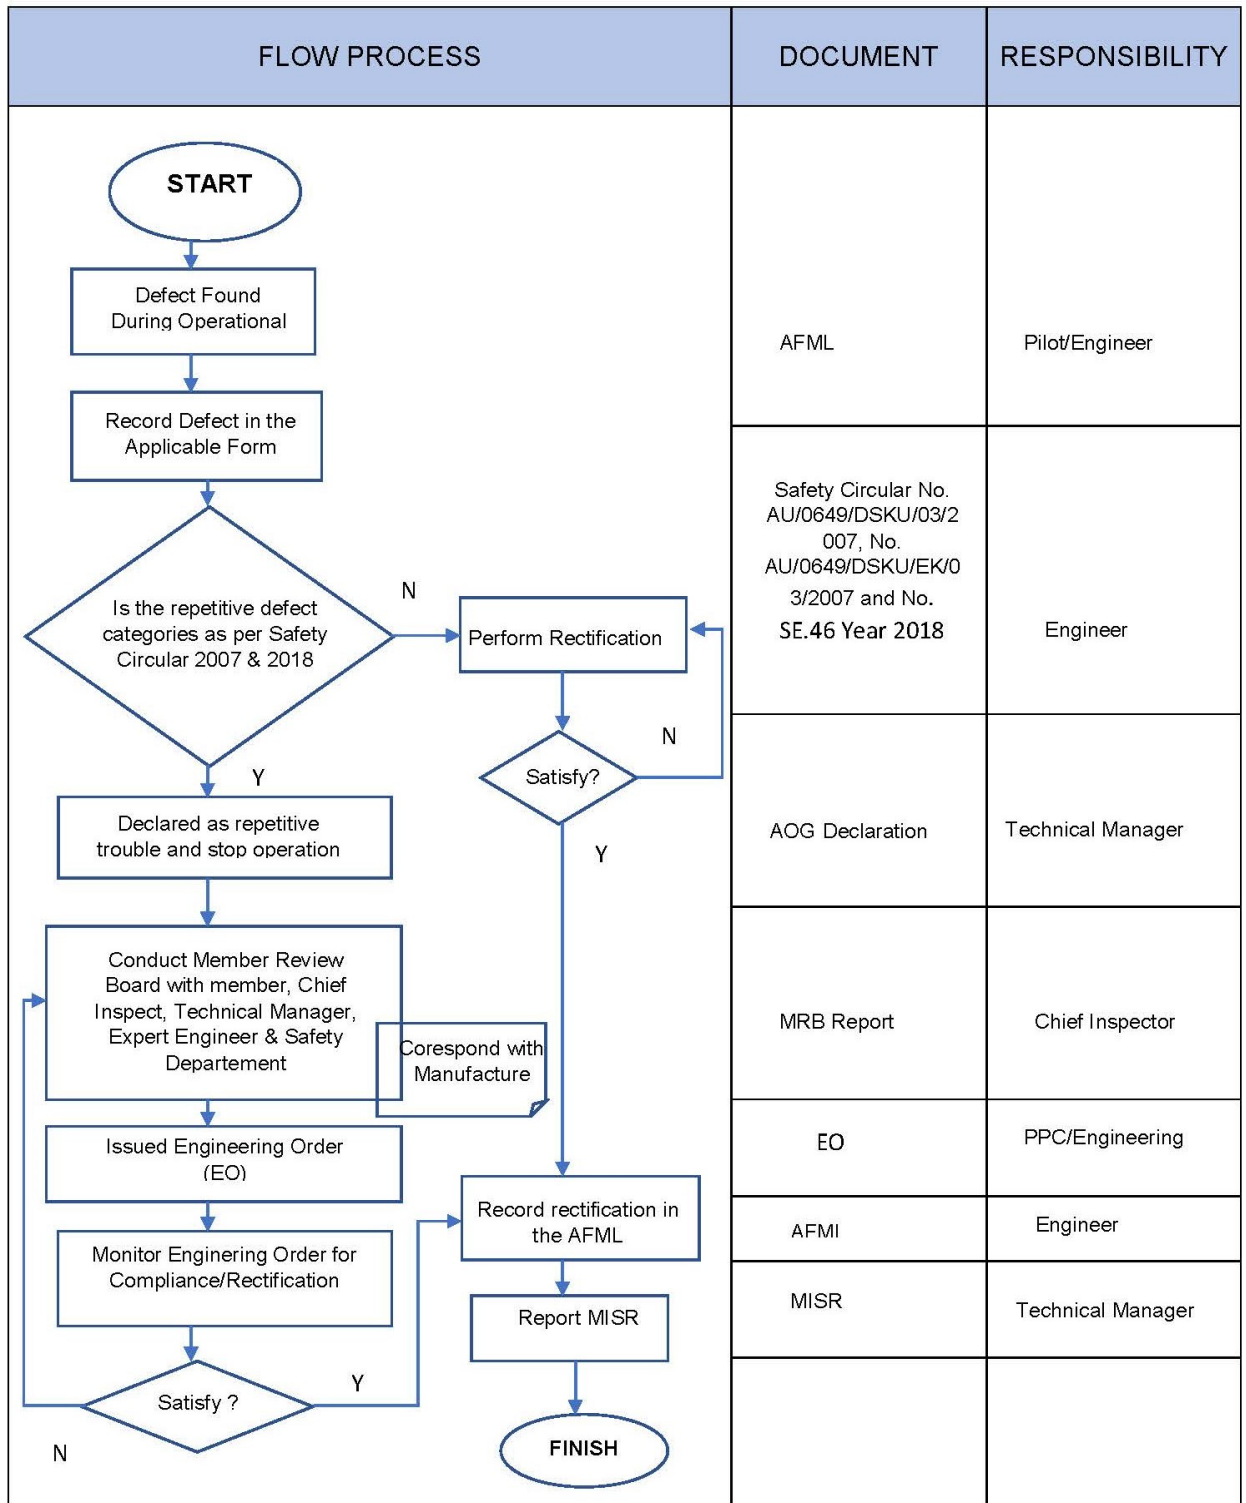 FLOW PROCESS
DOCUMENT
RESPONSIBILITY
START
Defect Found
During Operational
AFML
Pilot/Engineer
Record Defect in the
Applicable Form
Safety Circular No.
AU/0649/DSKU/03/2
007, No.
AU/0649/DSKU/EK/0
3/2007 and No.
SE.46 Year 2018
Engineer
Is the repetitive defect
categories as per Safety
Circular 2007 & 2018
N
Perform Rectification
N
Satisfy?
Y
Y
Declared as repetitive
trouble and stop operation
AOG Declaration
Technical Manager
Conduct Member Review
Board with member, Chief
Inspect, Technical Manager,
Expert Engineer & Safety
Departement
Corespond with
Manufacture
MRB Report
Chief Inspector
Issued Engineering Order
(EO)
EO
PPC/Engineering
Record rectification in
the AFML
AFMI
Engineer
Monitor Enginering Order for
Compliance/Rectification
Report MISR
MISR
Technical Manager
Satisfy ?
Y
N
FINISH